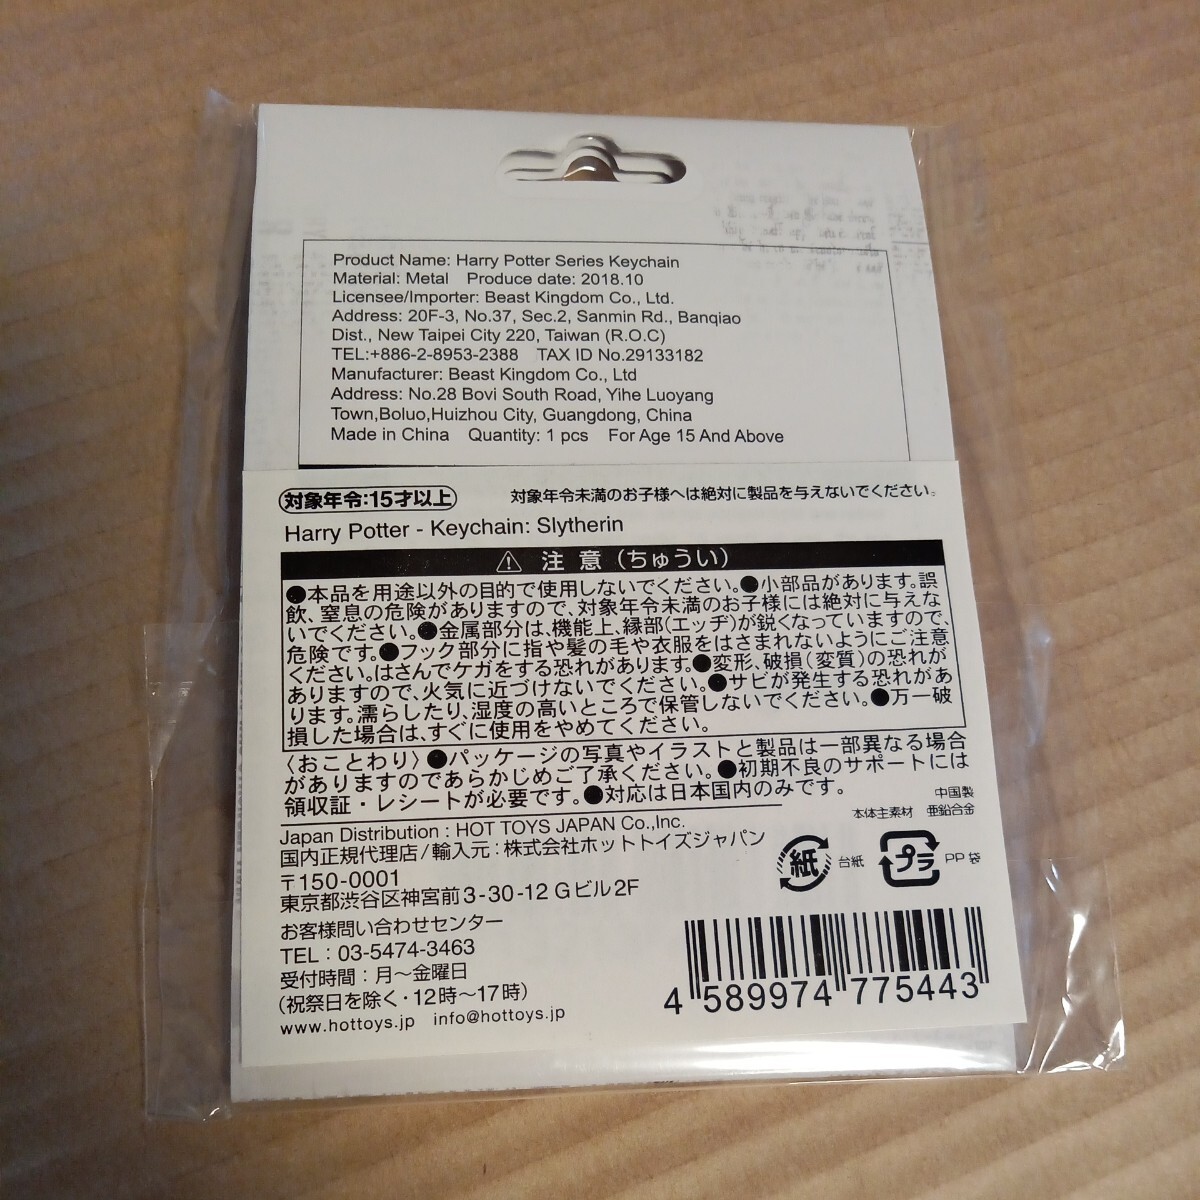 Product Name: Harry Potter Series Keychain
Material: Metal Produce date: 2018.10
Licensee/Importer: Beast Kingdom Co., Ltd.
Address: 20F-3, No.37, Sec.2, Sanmin Rd., Banqiao
Dist., New Taipei City 220, Taiwan (R.O.C)
TEL:+886-2-8953-2388 TAX ID No.29133182
Manufacturer: Beast Kingdom Co., Ltd
Address: No.28 Bovi South Road, Yihe Luoyang
Town,Boluo,Huizhou City, Guangdong, China
Made in China Quantity: 1 pcs For Age 15 And Above
対象年令:15才以上 対象年令未満のお子様へは絶対に製品を与えないでください。
Harry Potter - Keychain: Slytherin
⚠ 注意(ちゅうい)
●本品を用途以外の目的で使用しないでください。●小部品があります。誤
飲、窒息の危険がありますので、対象年令未満のお子様には絶対に与えな
いでください。●金属部分は、機能上、縁部(エッヂ)が鋭くなっていますので、
危険です。●フック部分に指や髪の毛や衣服をはさまれないようにご注意
ください。はさんでケガをする恐れがあります。●変形、破損(変質)の恐れが
ありますので、火気に近づけないでください。●サビが発生する恐れがあ
ります。濡らしたり、湿度の高いところで保管しないでください。●万一破
損した場合は、すぐに使用をやめてください。
〈おことわり〉●パッケージの写真やイラストと製品は一部異なる場合
がありますのであらかじめご了承ください。●初期不良のサポートには
領収証・レシートが必要です。●対応は日本国内のみです。
中国製
本体主素材 亜鉛合金
Japan Distribution : HOT TOYS JAPAN Co.,Inc.
国内正規代理店/輸入元:株式会社ホットトイズジャパン
〒150-0001
東京都渋谷区神宮前3-30-12 Gビル2F
紙 台紙 プラ PP袋
お客様問い合わせセンター
TEL : 03-5474-3463
受付時間:月〜金曜日
(祝祭日を除く・12時〜17時)
www.hottoys.jp info@hottoys.jp
4 589974 775443